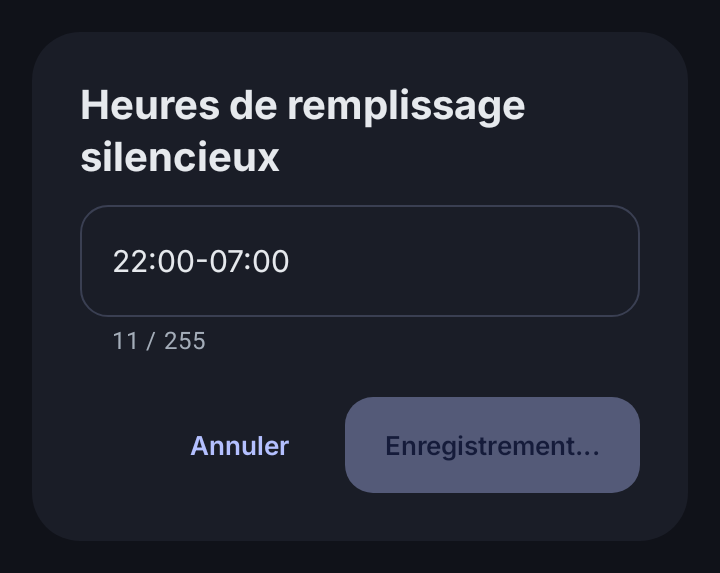 Heures de remplissage
silencieux
22:00-07:00
11 / 255
Annuler
Enregistrement...